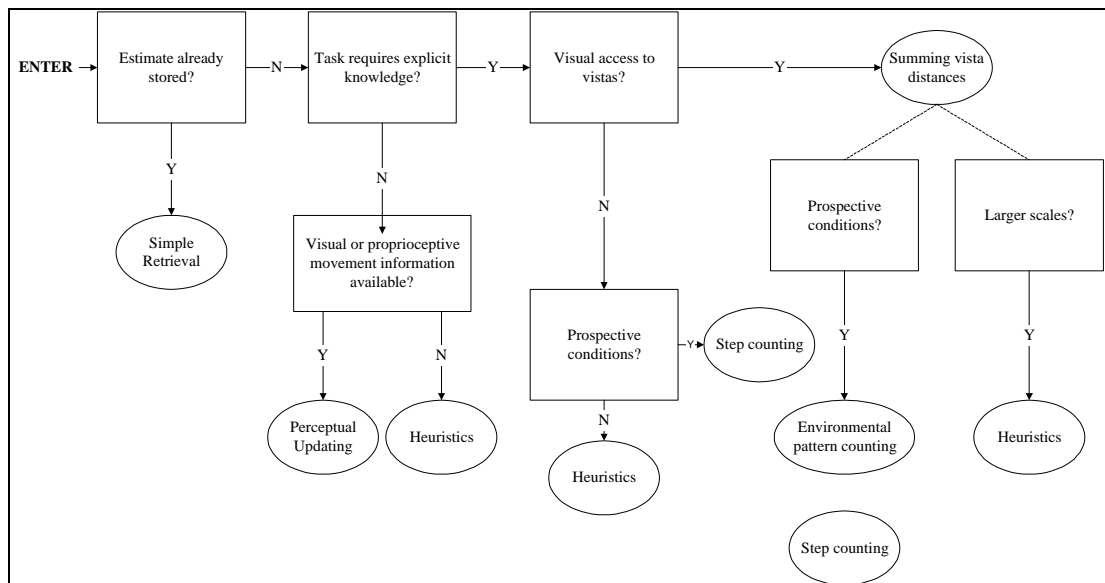 ENTER
Estimate already
stored?
N
Task requires explicit
knowledge?
Y
Visual access to
vistas?
Y
Summing vista
distances
Y
Simple
Retrieval
N
Visual or proprioceptive
movement information
available?
Y
N
Perceptual
Updating
Heuristics
N
Prospective
conditions?
Y
Step counting
N
Heuristics
Prospective
conditions?
Y
Environmental
pattern counting
Larger scales?
Y
Heuristics
Step counting